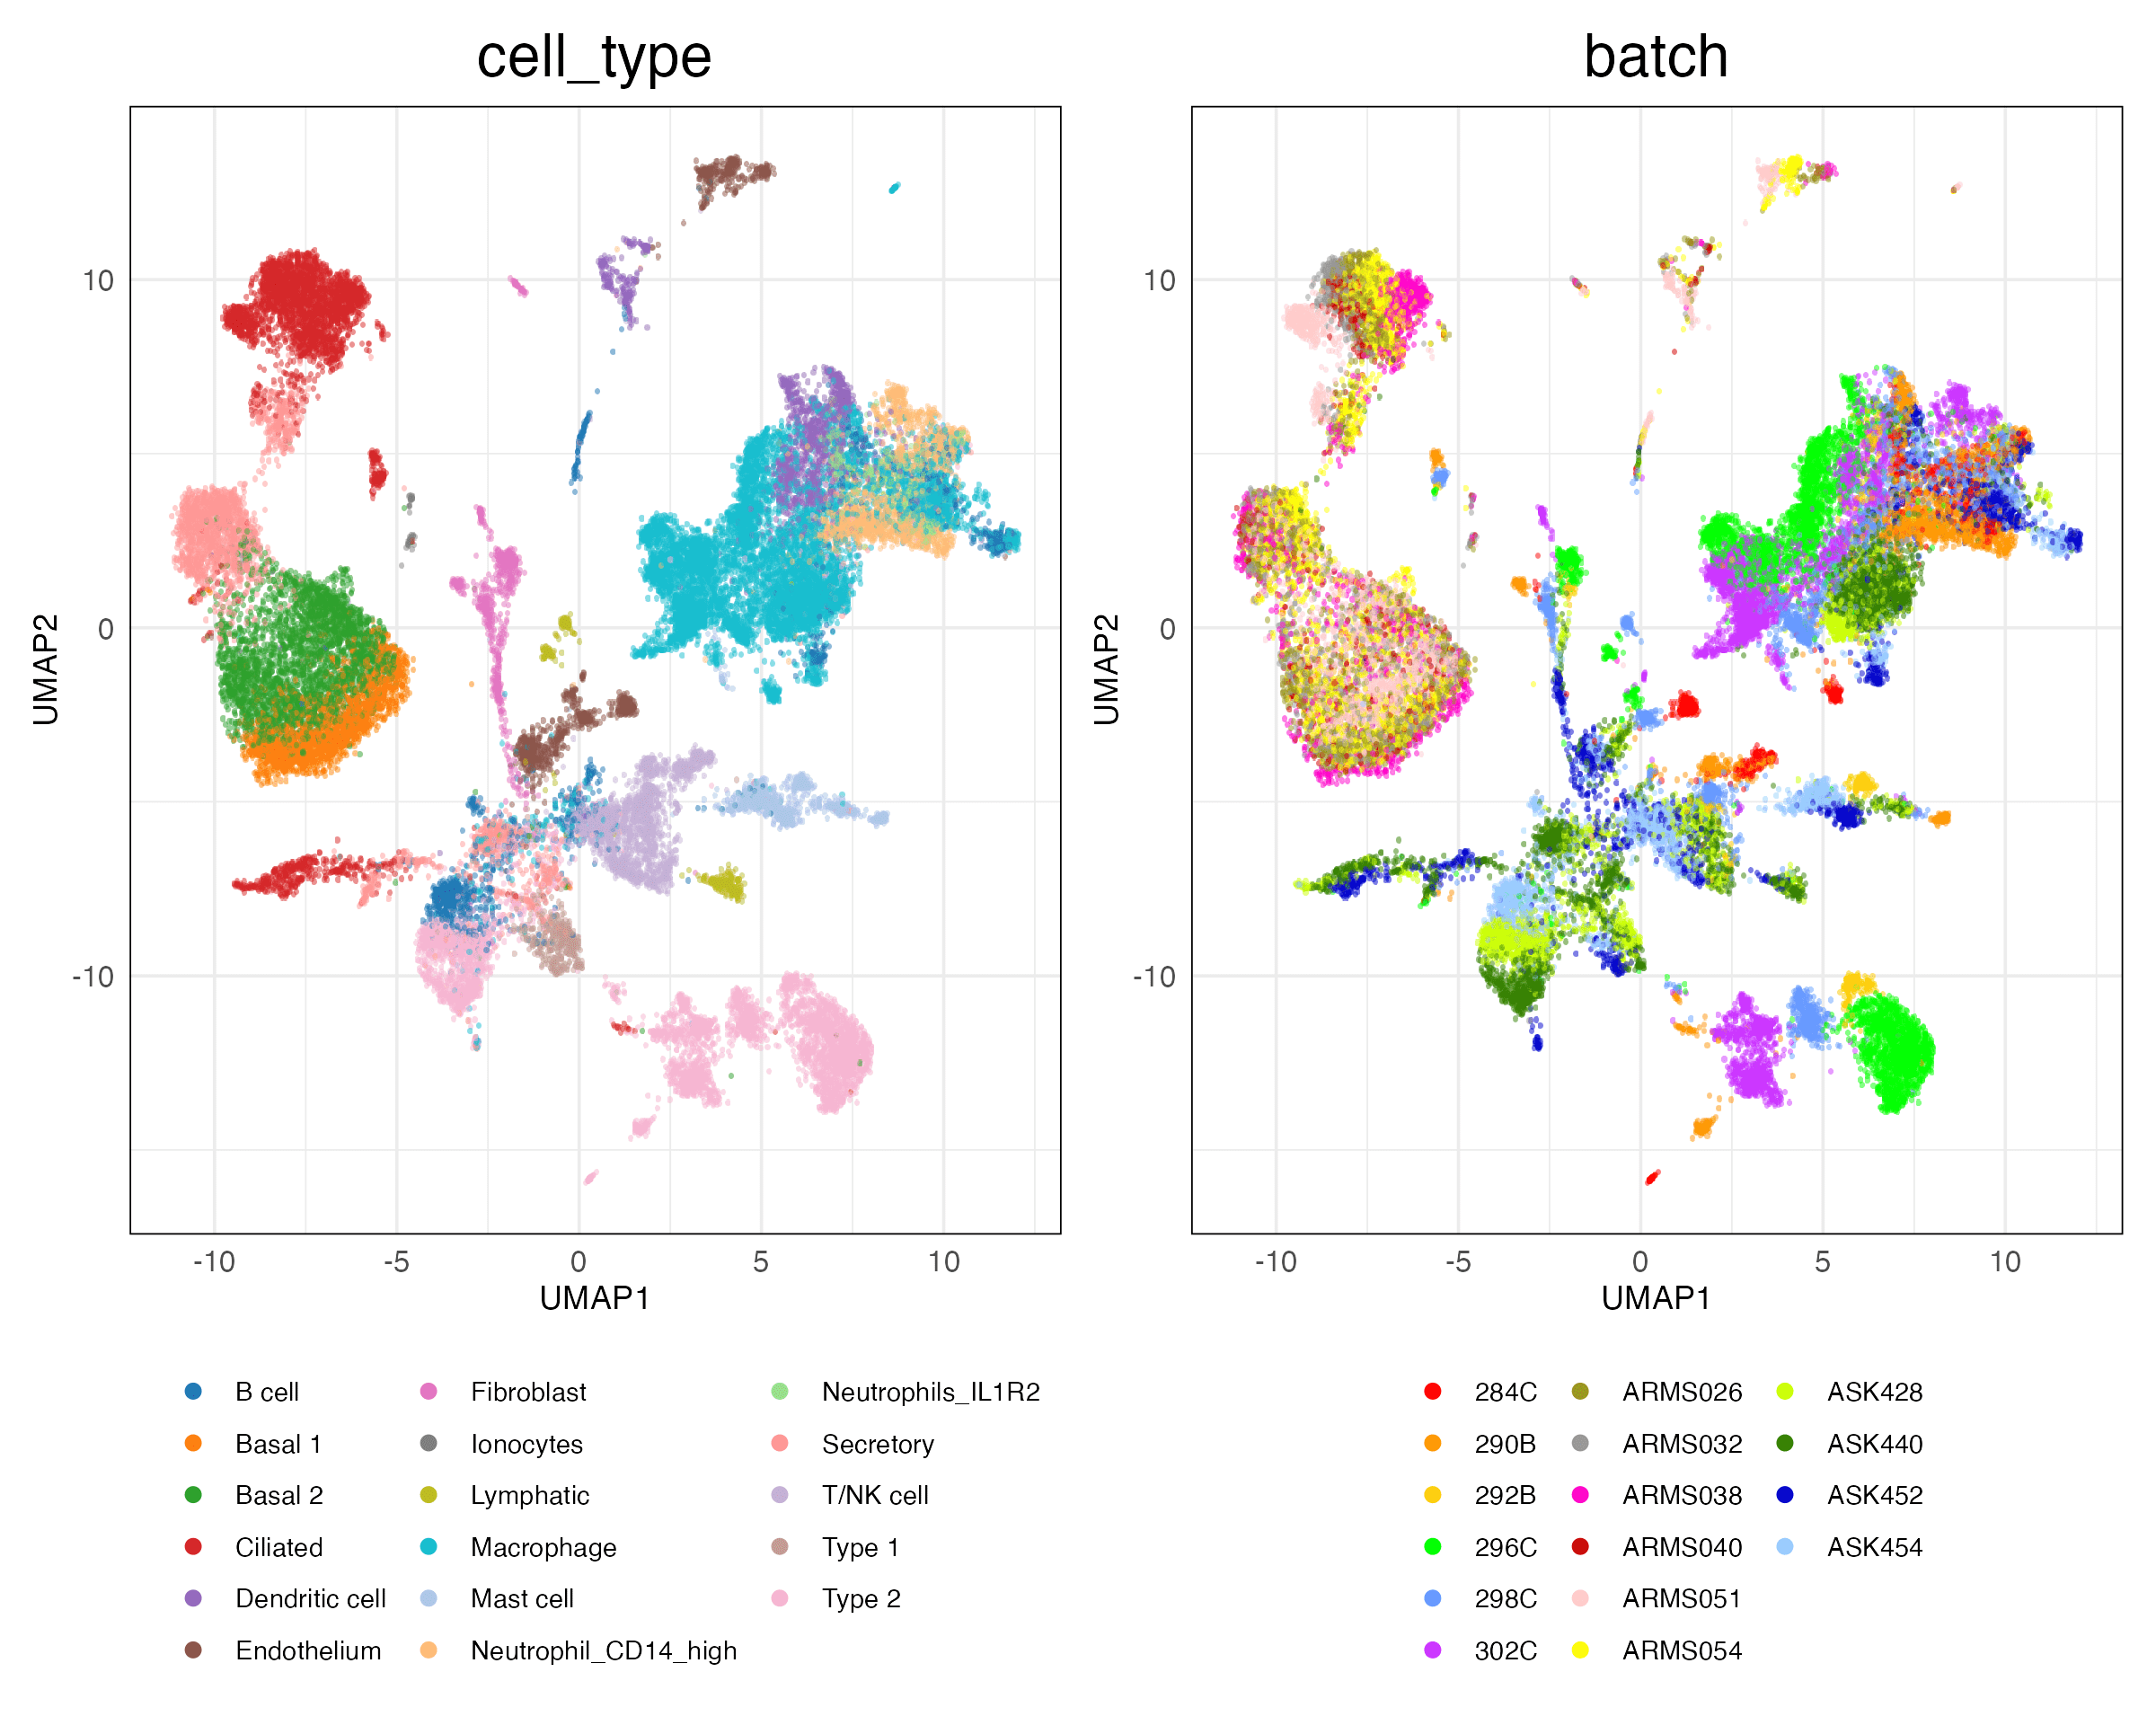 cell_type
batch
10
5
0
-10
UMAP2
-10
-5
0
5
10
UMAP1
10
0
-10
UMAP2
-10
-5
0
5
10
UMAP1
B cell
Basal 1
Basal 2
Ciliated
Dendritic cell
Endothelium
Fibroblast
Ionocytes
Lymphatic
Macrophage
Mast cell
Neutrophil_CD14_high
Neutrophils_IL1R2
Secretory
T/NK cell
Type 1
Type 2
284C
290B
292B
296C
298C
302C
ARMS026
ARMS032
ARMS038
ARMS040
ARMS051
ARMS054
ASK428
ASK440
ASK452
ASK454